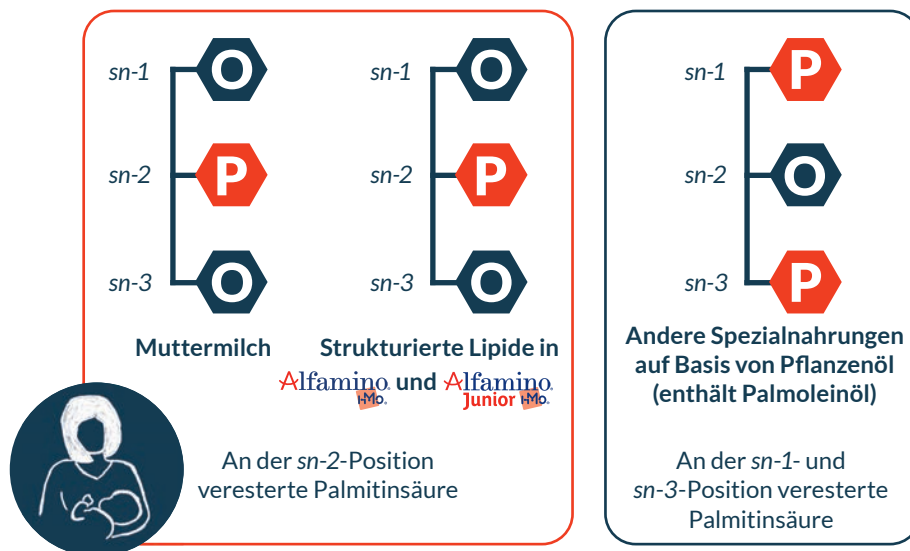 sn-1 O
sn-2 P
sn-3 O
Muttermilch
sn-1 O
sn-2 P
sn-3 O
Strukturierte Lipide in
Alfamino I-Mo. und Alfamino Junior I-Mo.
An der sn-2-Position
veresterte Palmitinsäure
sn-1 P
sn-2 O
sn-3 P
Andere Spezialnahrungen
auf Basis von Pflanzenöl
(enthält Palmoleinöl)
An der sn-1- und
sn-3-Position veresterte
Palmitinsäure